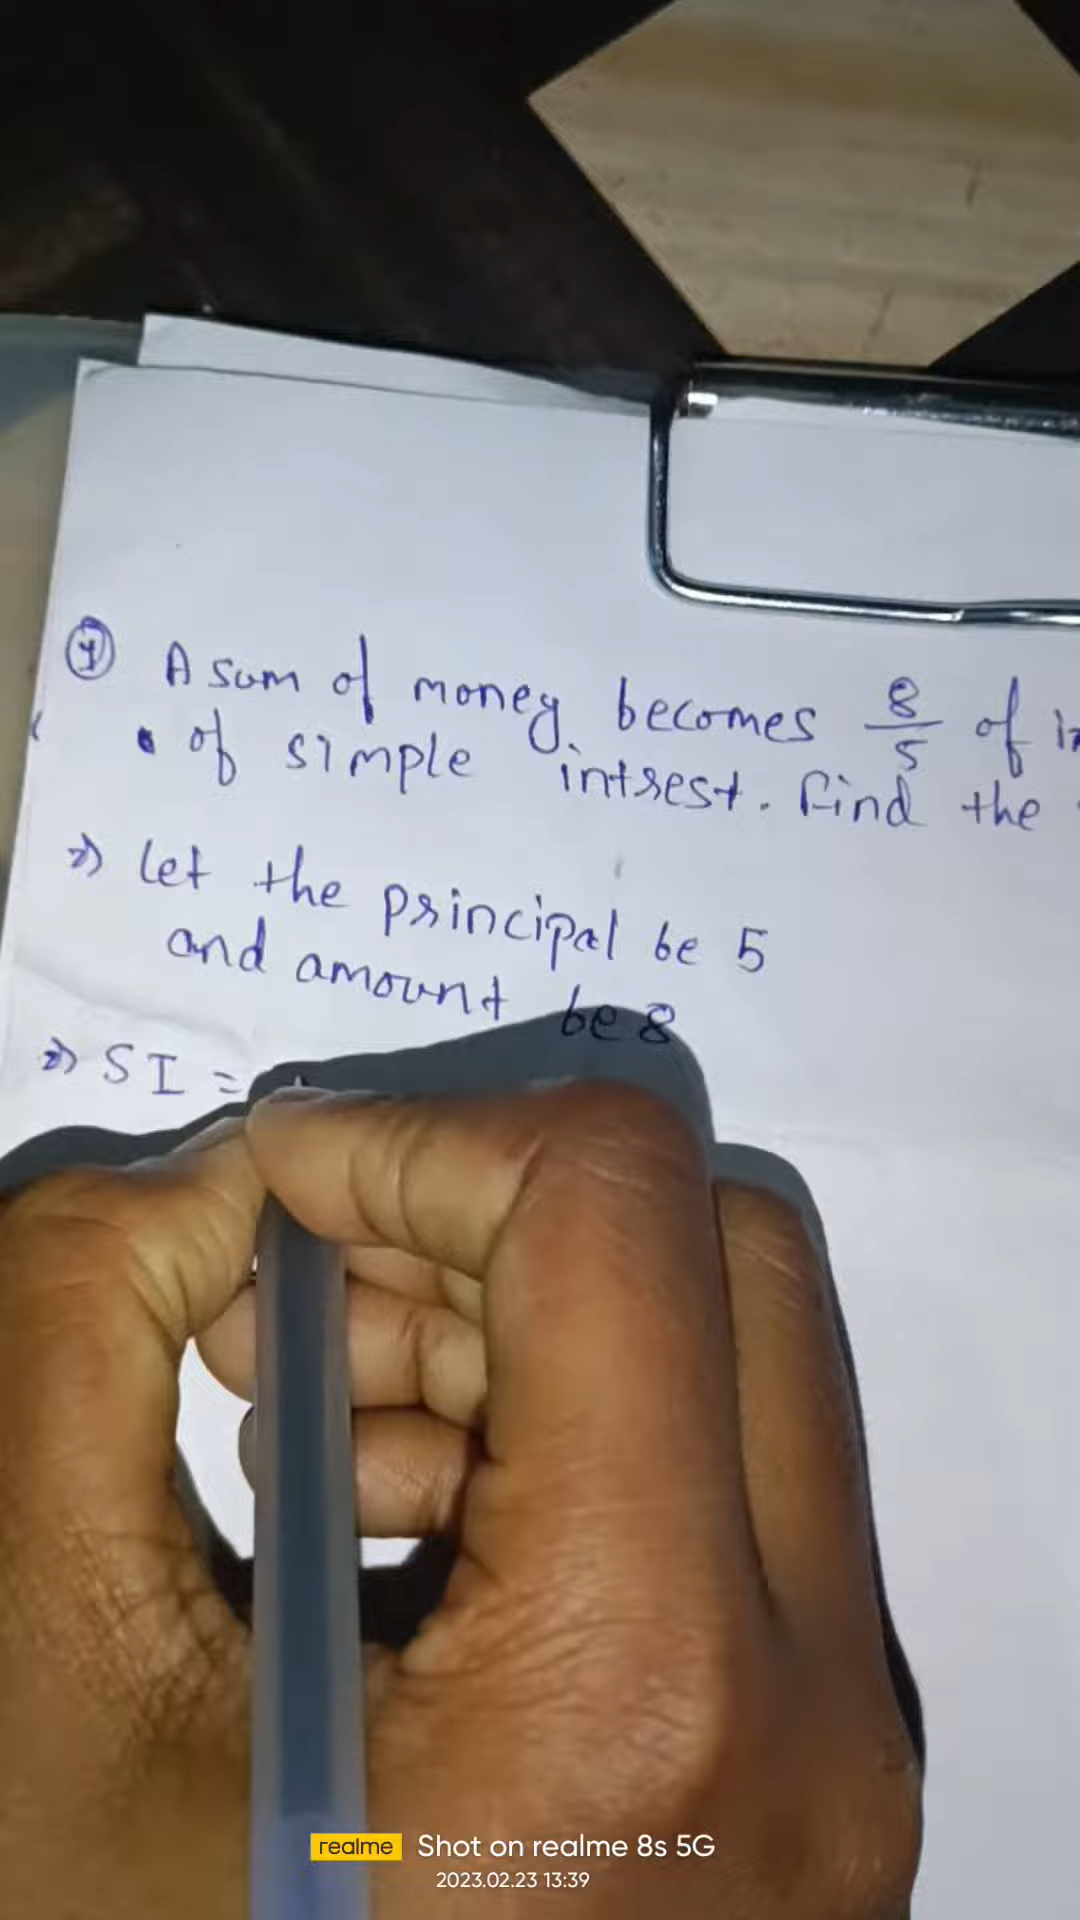 ④ A sum of money becomes 8/5 of
of simple intrest. Find the
⇒ Let the principal be 5
and amount be 8
⇒ SI =
realme Shot on realme 8s 5G
2023.02.23 13:39